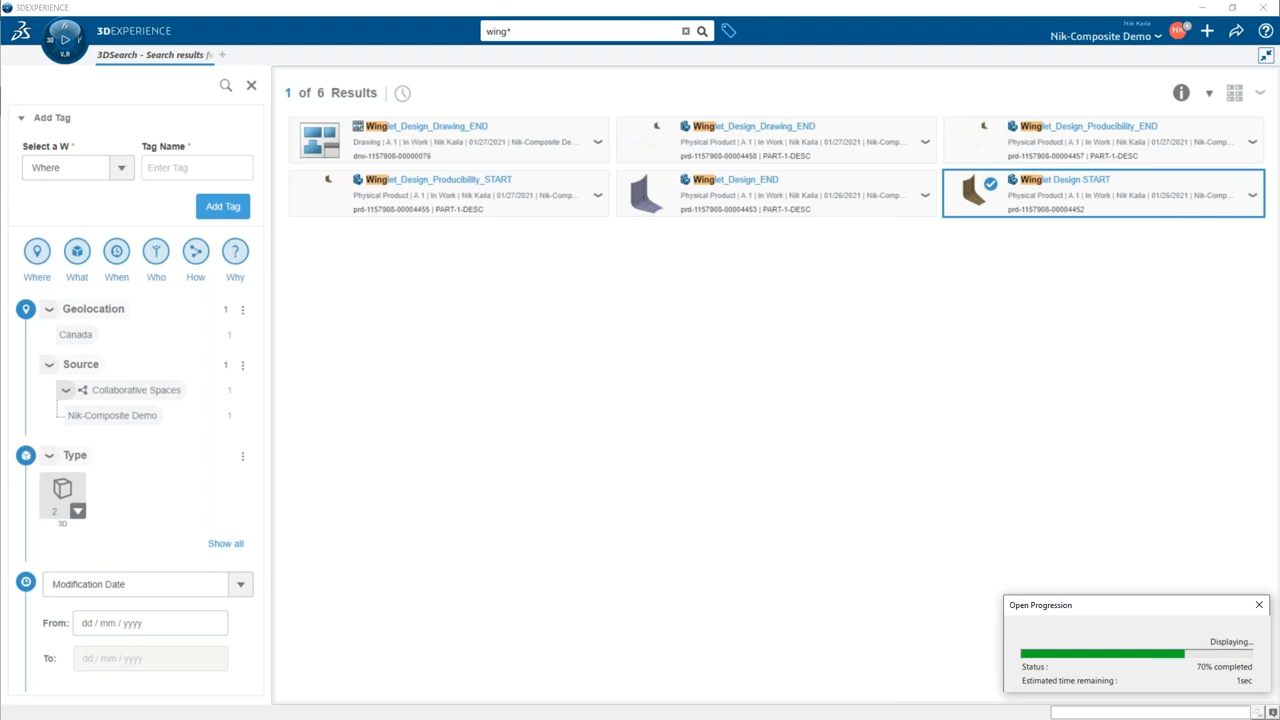 3DEXPERIENCE
3DEXPERIENCE
wing*
Nik Kaila
Nik-Composite Demo
NK
3D
V.R
3DSearch - Search results f
Add Tag
Select a W *
Tag Name *
Where
Enter Tag
Add Tag
Where
What
When
Who
How
Why
Geolocation
1
Canada
1
Source
1
Collaborative Spaces
1
Nik-Composite Demo
1
Type
2
3D
Show all
Modification Date
From:
dd / mm / yyyy
To:
dd / mm / yyyy
1 of 6 Results
Winglet_Design_Drawing_END
Drawing | A.1 | In Work | Nik Kaila | 01/27/2021 | Nik-Composite De...
drw-1157908-00000076
Winglet_Design_Drawing_END
Physical Product | A.1 | In Work | Nik Kaila | 01/27/2021 | Nik-Comp...
prd-1157908-00004458 | PART-1-DESC
Winglet_Design_Producibility_END
Physical Product | A.1 | In Work | Nik Kaila | 01/27/2021 | Nik-Comp...
prd-1157908-00004457 | PART-1-DESC
Winglet_Design_Producibility_START
Physical Product | A.1 | In Work | Nik Kaila | 01/27/2021 | Nik-Comp...
prd-1157908-00004455 | PART-1-DESC
Winglet_Design_END
Physical Product | A.1 | In Work | Nik Kaila | 01/26/2021 | Nik-Comp...
prd-1157908-00004453 | PART-1-DESC
Winglet Design START
Physical Product | A.1 | In Work | Nik Kaila | 01/26/2021 | Nik-Comp...
prd-1157908-00004452
Open Progression
Displaying...
Status :
70% completed
Estimated time remaining :
1sec